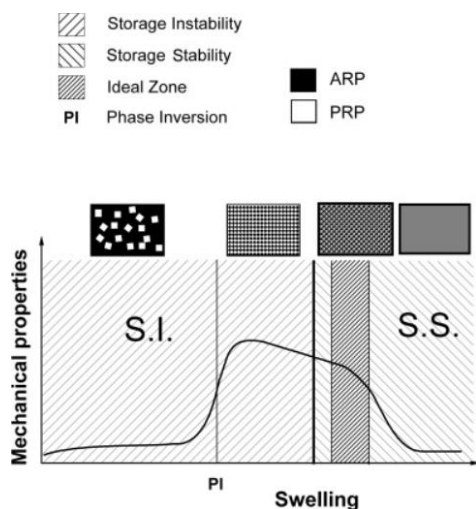 Storage Instability
Storage Stability
Ideal Zone
PI Phase Inversion
ARP
PRP
Mechanical properties
S.I.
S.S.
PI
Swelling